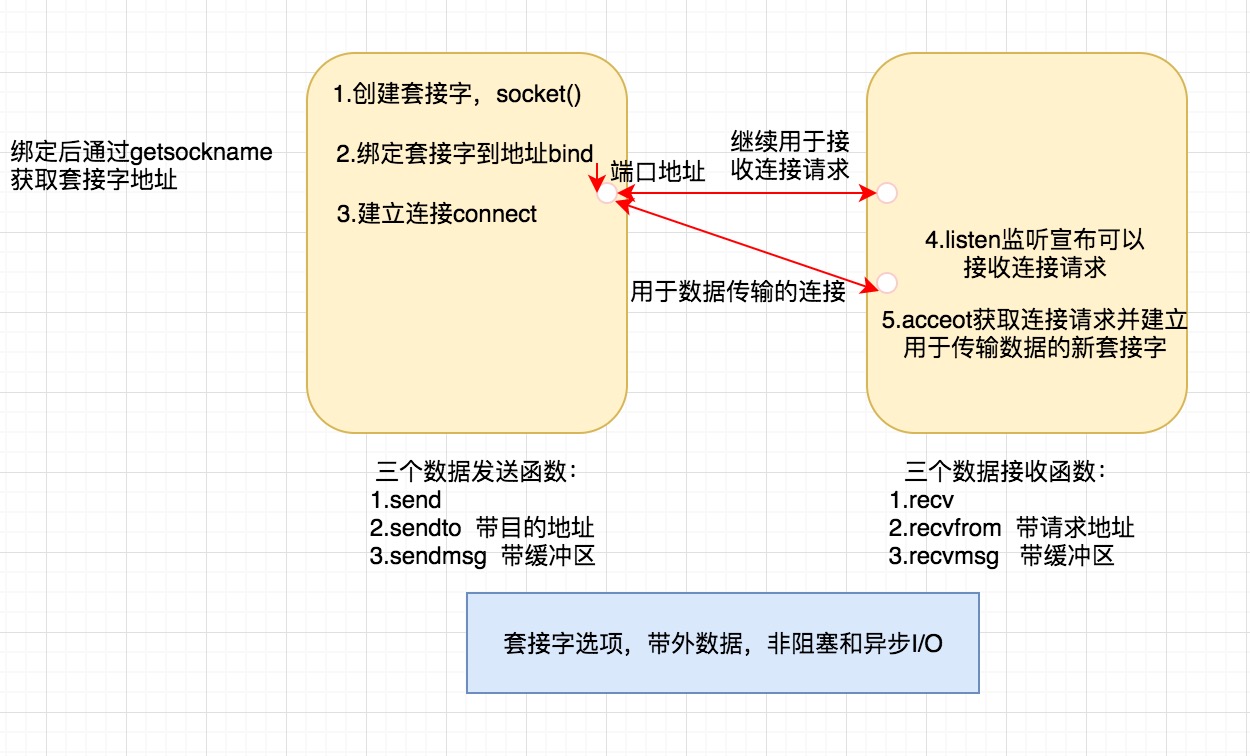 1.创建套接字，socket()
绑定后通过getsockname
获取套接字地址
2.绑定套接字到地址bind
端口地址
继续用于接
收连接请求
3.建立连接connect
4.listen监听宣布可以
接收连接请求
用于数据传输的连接
5.acceot获取连接请求并建立
用于传输数据的新套接字
三个数据发送函数：
1.send
2.sendto 带目的地址
3.sendmsg 带缓冲区
三个数据接收函数：
1.recv
2.recvfrom 带请求地址
3.recvmsg 带缓冲区
套接字选项，带外数据，非阻塞和异步I/O